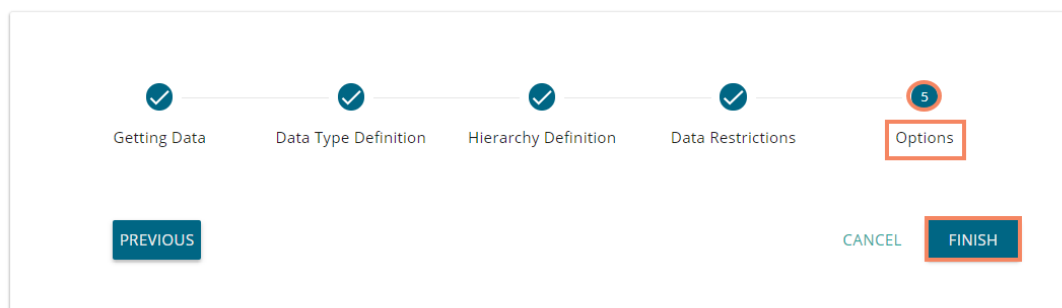 5
Getting Data Data Type Definition Hierarchy Definition Data Restrictions Options
PREVIOUS CANCEL FINISH